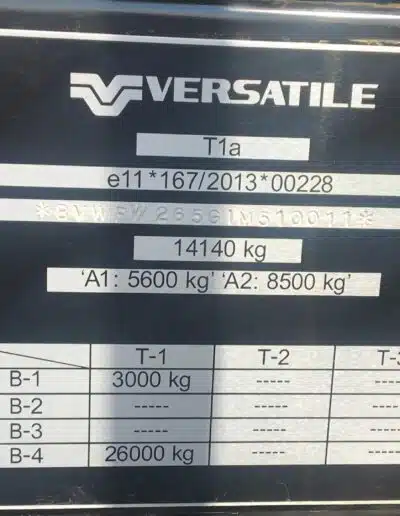 VERSATILE
T1a
e11*167/2013*00228
14140 kg
'A1: 5600 kg' 'A2: 8500 kg'
T-1 T-2 T-3
B-1 3000 kg ----- -----
B-2 ----- ----- -----
B-3 ----- ----- -----
B-4 26000 kg ----- -----